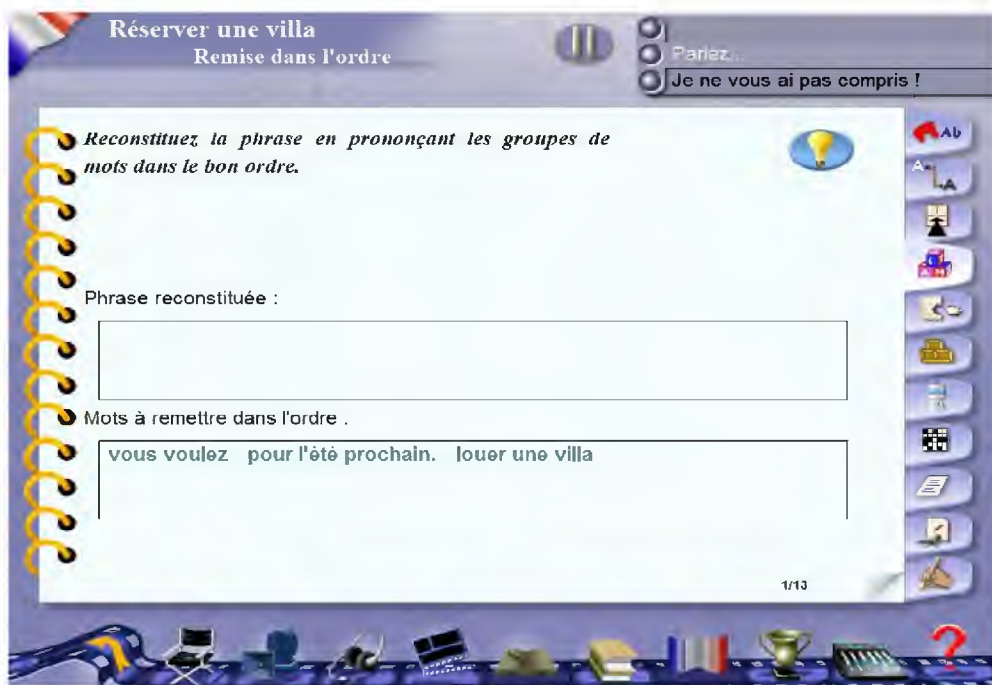 Réserver une villa
Remise dans l'ordre
Parlez...
Je ne vous ai pas compris !
Reconstituez la phrase en prononçant les groupes de
mots dans le bon ordre.
Ab
A
A
Phrase reconstituée :
Mots à remettre dans l'ordre .
vous voulez pour l'été prochain. louer une villa
1/13
?